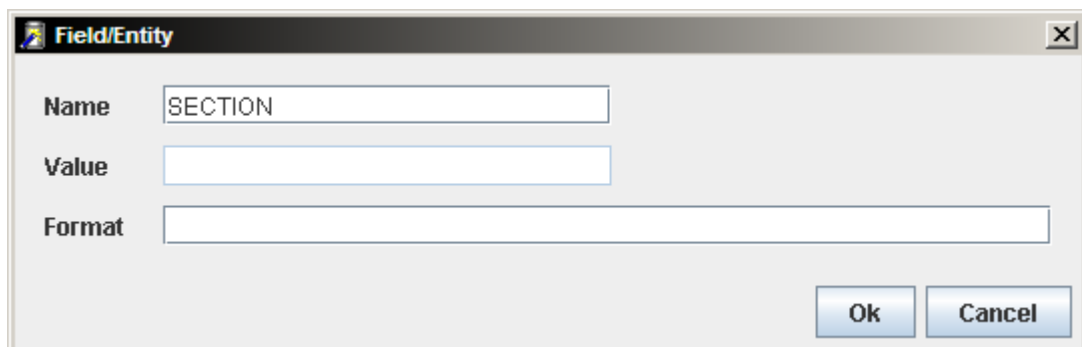 Field/Entity
Name SECTION
Value
Format
Ok Cancel